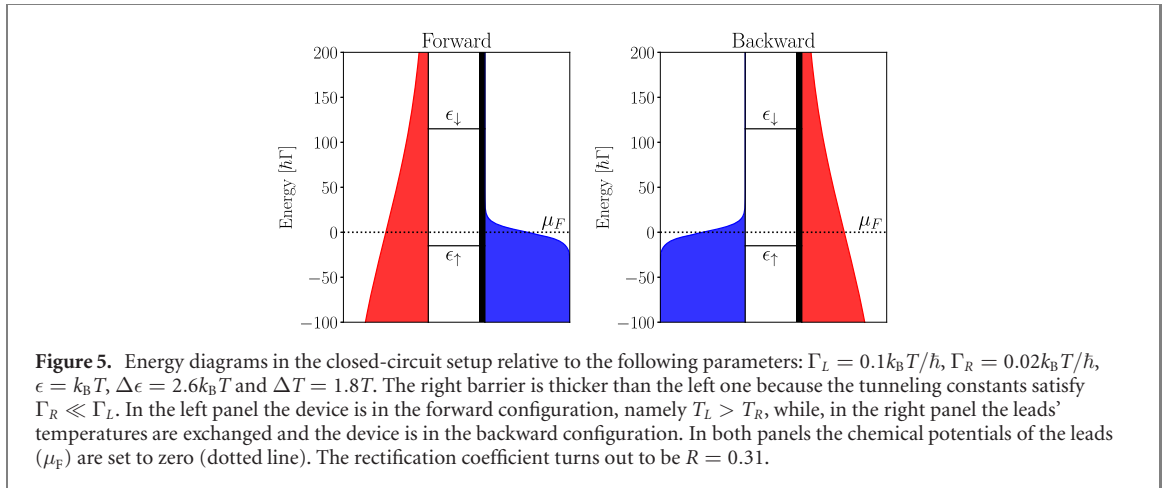 Forward
200
150
100
50
0
−50
−100
Energy [ħΓ]
ϵ↓
μF
ϵ↑
Backward
200
150
100
50
0
−50
−100
Energy [ħΓ]
ϵ↓
μF
ϵ↑
Figure 5. Energy diagrams in the closed-circuit setup relative to the following parameters: ΓL = 0.1kBT/ħ, ΓR = 0.02kBT/ħ,
ϵ = kBT, Δϵ = 2.6kBT and ΔT = 1.8T. The right barrier is thicker than the left one because the tunneling constants satisfy
ΓR ≪ ΓL. In the left panel the device is in the forward configuration, namely TL > TR, while, in the right panel the leads’
temperatures are exchanged and the device is in the backward configuration. In both panels the chemical potentials of the leads
(μF) are set to zero (dotted line). The rectification coefficient turns out to be R = 0.31.